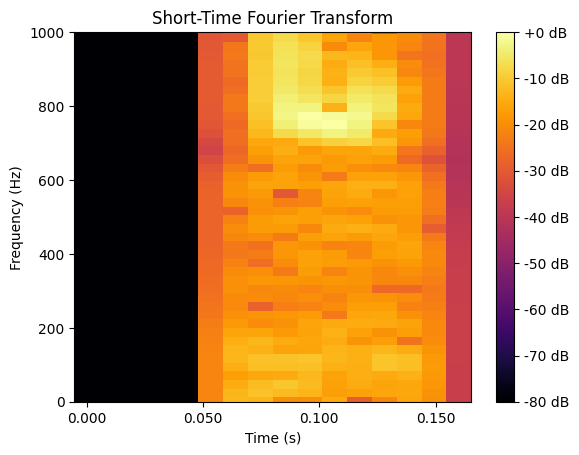 Short-Time Fourier Transform
1000
800
600
400
200
0
Frequency (Hz)
0.000
0.050
0.100
0.150
Time (s)
+0 dB
-10 dB
-20 dB
-30 dB
-40 dB
-50 dB
-60 dB
-70 dB
-80 dB